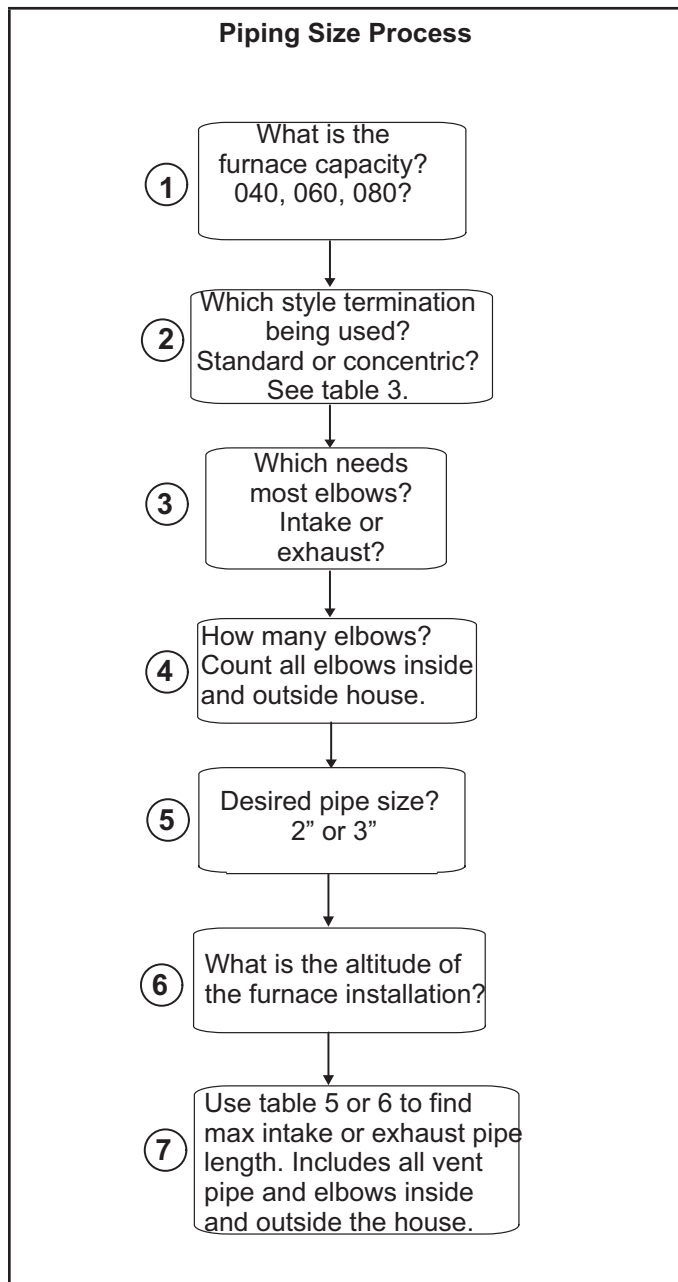 Piping Size Process
1
What is the
furnace capacity?
040, 060, 080?
2
Which style termination
being used?
Standard or concentric?
See table 3.
3
Which needs
most elbows?
Intake or
exhaust?
4
How many elbows?
Count all elbows inside
and outside house.
5
Desired pipe size?
2” or 3”
6
What is the altitude of
the furnace installation?
7
Use table 5 or 6 to find
max intake or exhaust pipe
length. Includes all vent
pipe and elbows inside
and outside the house.